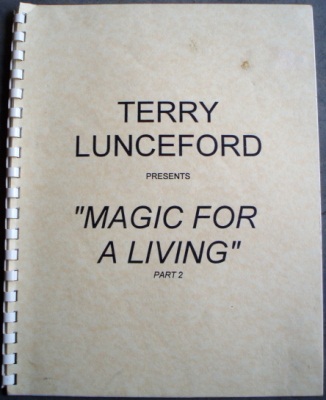 TERRY
LUNCEFORD
PRESENTS
"MAGIC FOR
A LIVING"
PART 2